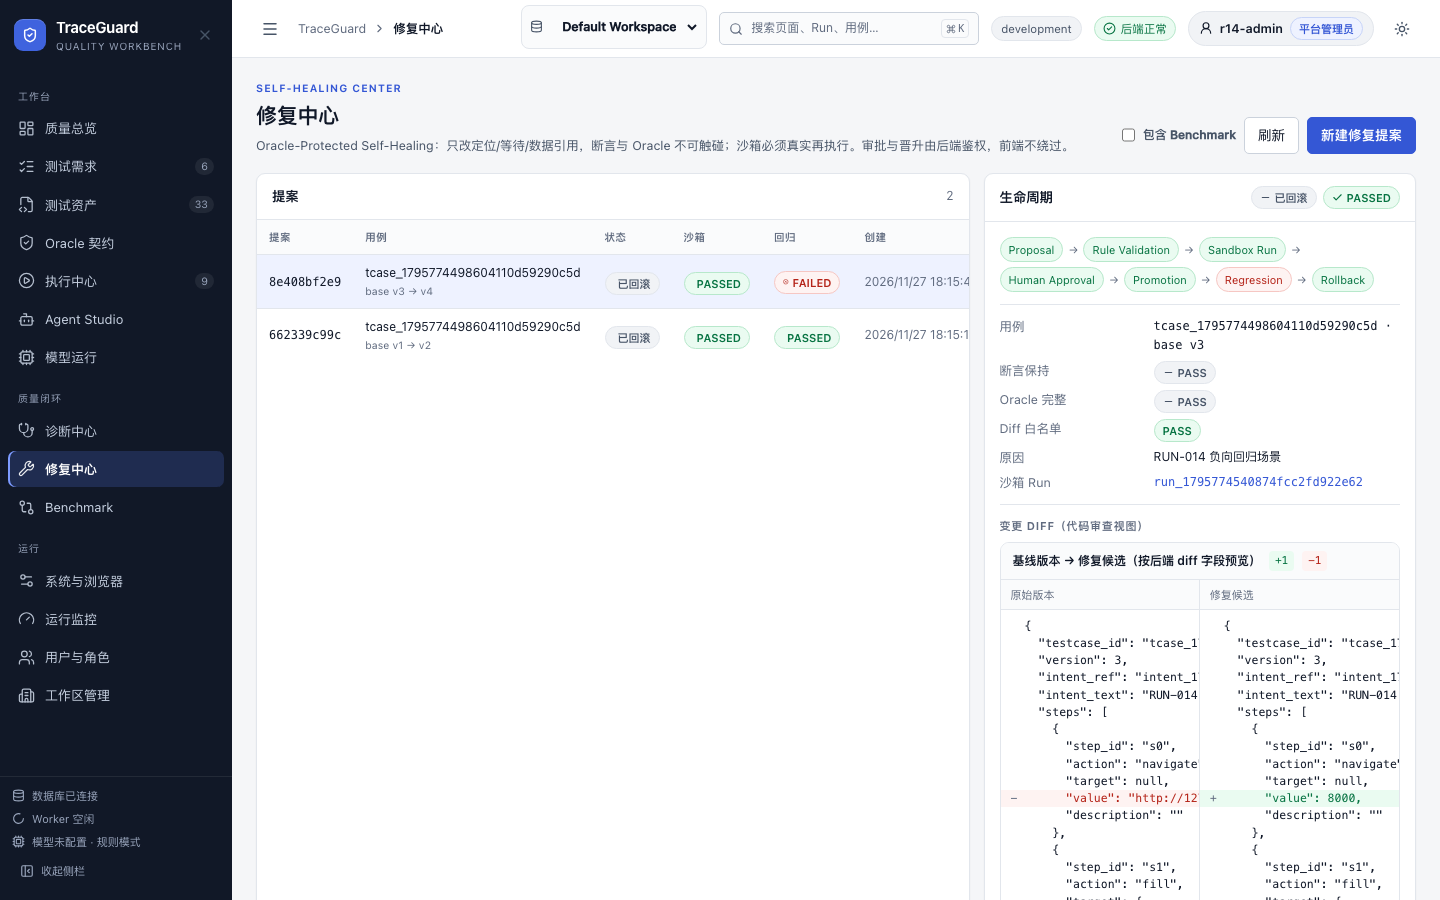 TraceGuard
QUALITY WORKBENCH
工作台
质量总览
测试需求 6
测试资产 33
Oracle 契约
执行中心 9
Agent Studio
模型运行
质量闭环
诊断中心
修复中心
Benchmark
运行
系统与浏览器
运行监控
用户与角色
工作区管理
数据库已连接
Worker 空闲
模型未配置 · 规则模式
收起侧栏
TraceGuard > 修复中心
Default Workspace
搜索页面、Run、用例... ⌘K
development
后端正常
r14-admin 平台管理员
SELF-HEALING CENTER
修复中心
Oracle-Protected Self-Healing：只改定位/等待/数据引用，断言与 Oracle 不可触碰；沙箱必须真实再执行。审批与晋升由后端鉴权，前端不绕过。
包含 Benchmark
刷新
新建修复提案
提案 2
提案 用例 状态 沙箱 回归 创建
8e408bf2e9 tcase_1795774498604110d59290c5d 已回滚 PASSED FAILED 2026/11/27 18:15:4
base v3 → v4
662339c99c tcase_1795774498604110d59290c5d 已回滚 PASSED PASSED 2026/11/27 18:15:1
base v1 → v2
生命周期 — 已回滚 ✓ PASSED
Proposal → Rule Validation → Sandbox Run →
Human Approval → Promotion → Regression → Rollback
用例 tcase_1795774498604110d59290c5d ·
base v3
断言保持 — PASS
Oracle 完整 — PASS
Diff 白名单 PASS
原因 RUN-014 负向回归场景
沙箱 Run run_1795774540874fcc2fd922e62
变更 DIFF（代码审查视图）
基线版本 → 修复候选（按后端 diff 字段预览） +1 −1
原始版本
{
"testcase_id": "tcase_1
"version": 3,
"intent_ref": "intent_1
"intent_text": "RUN-014
"steps": [
{
"step_id": "s0",
"action": "navigate"
"target": null,
− "value": "http://12
"description": ""
},
{
"step_id": "s1",
"action": "fill",
修复候选
{
"testcase_id": "tcase_1
"version": 3,
"intent_ref": "intent_1
"intent_text": "RUN-014
"steps": [
{
"step_id": "s0",
"action": "navigate"
"target": null,
+ "value": 8000,
"description": ""
},
{
"step_id": "s1",
"action": "fill",